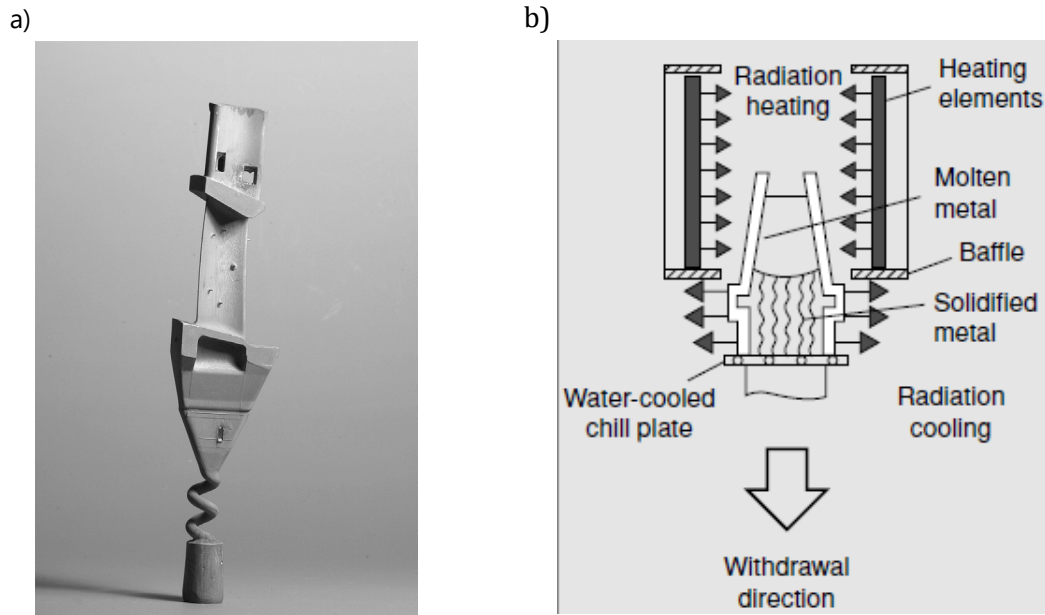 a)
b)
Radiation
heating
Heating
elements
Molten
metal
Baffle
Solidified
metal
Water-cooled
chill plate
Radiation
cooling
Withdrawal
direction